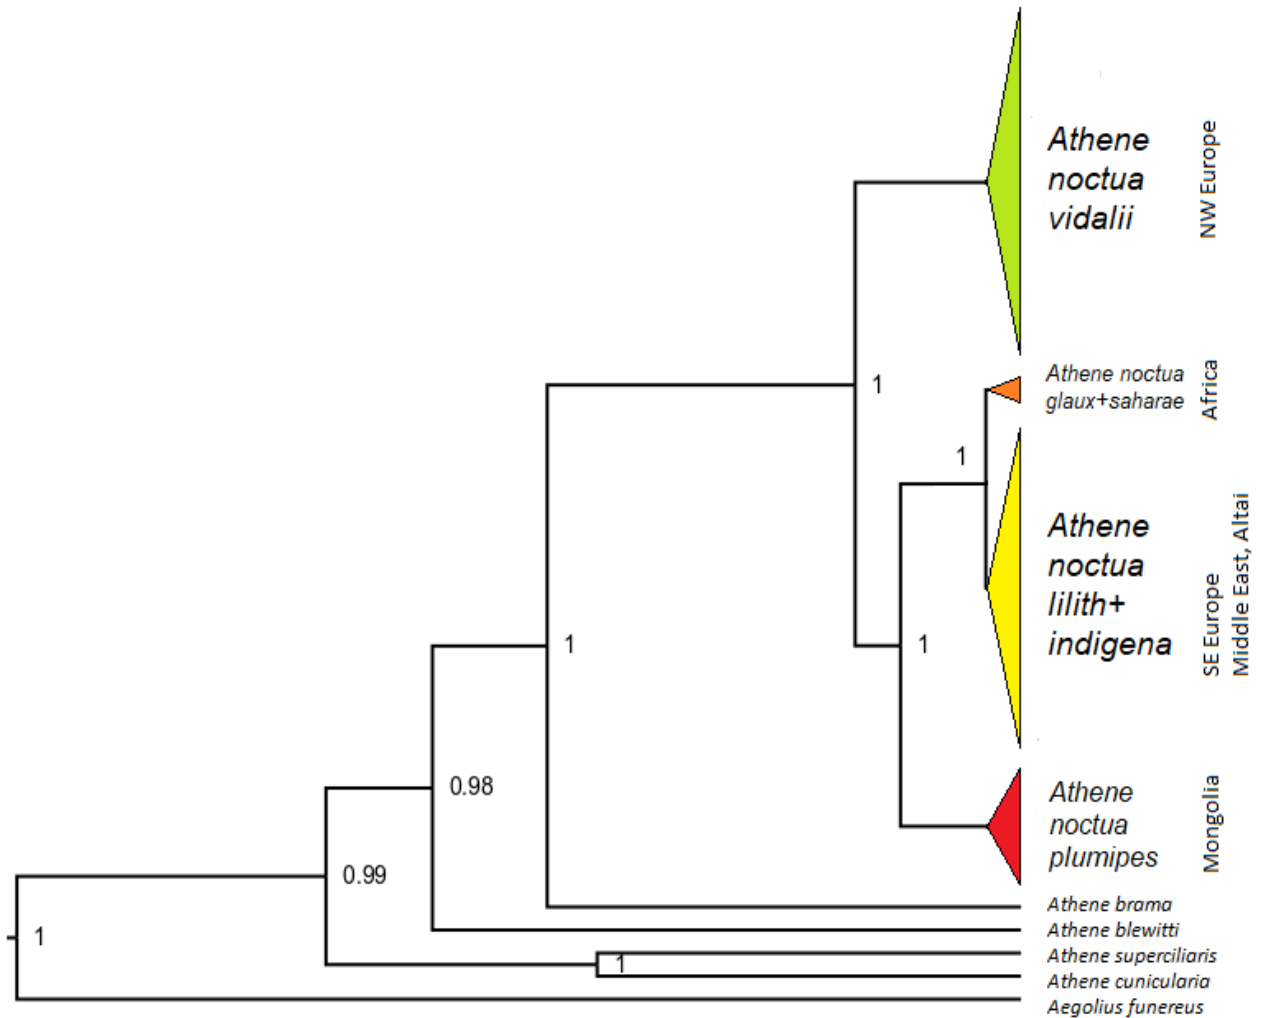 Athene
noctua
vidalii
NW Europe
1
Athene noctua
glaux+saharae
Africa
1
Athene
noctua
lilith+
indigena
SE Europe
Middle East, Altai
1
1
0.98
Athene
noctua
plumipes
Mongolia
0.99
1
Athene brama
Athene blewitti
Athene superciliaris
1
Athene cunicularia
Aegolius funereus